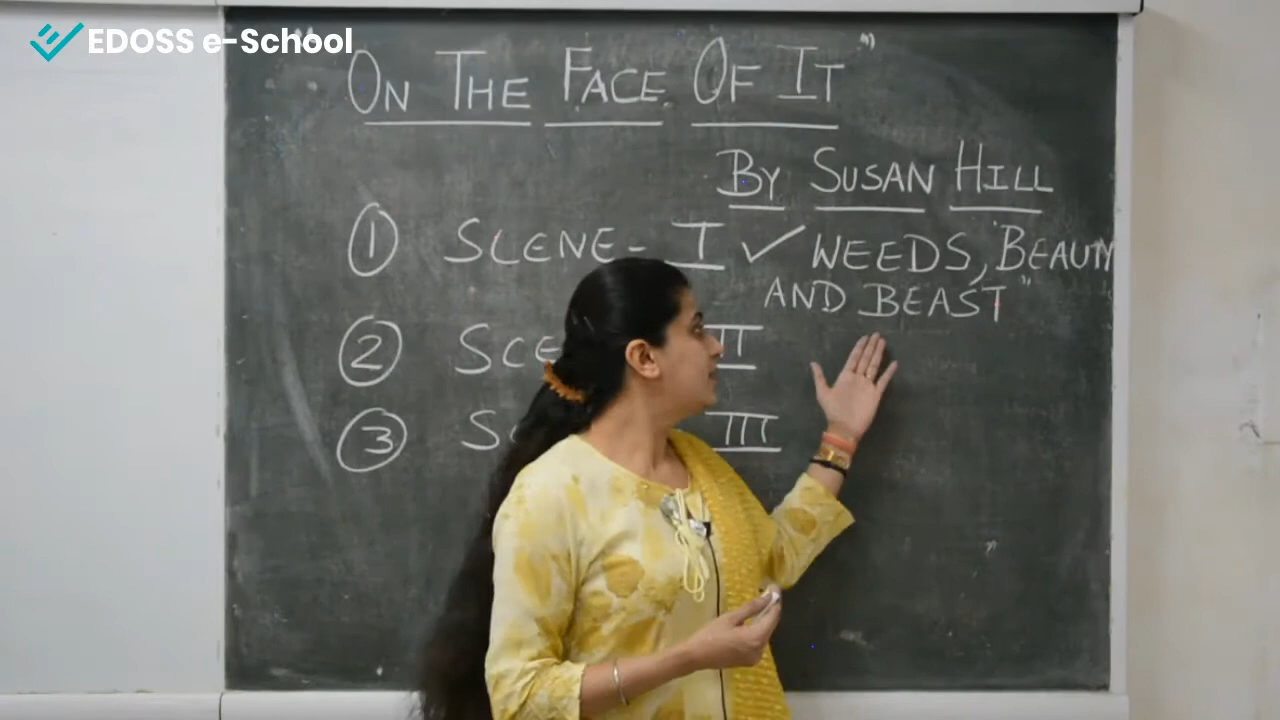 EDOSS e-School
ON THE FACE OF IT"
BY SUSAN HILL
1 SCENE - I ✓ WEEDS, BEAUTY
AND BEAST"
2 II
3 III